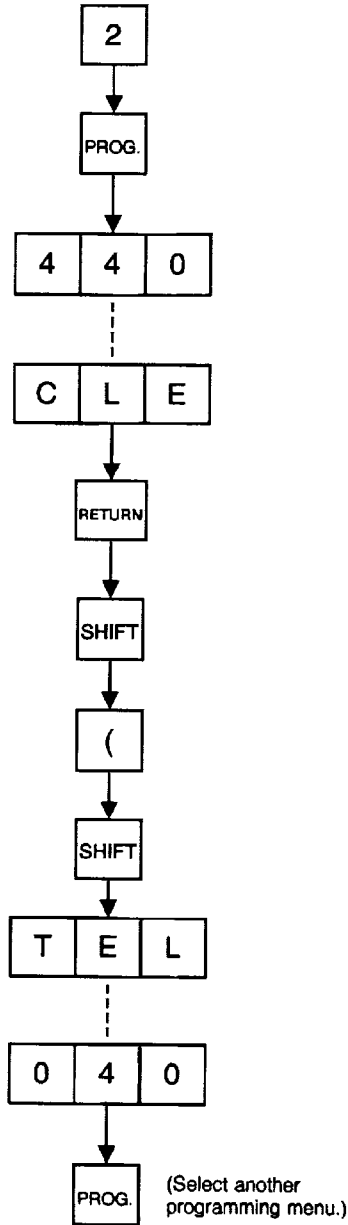 2
PROG.
4 4 0
C L E
RETURN
SHIFT
(
SHIFT
T E L
0 4 0
PROG. (Select another
programming menu.)